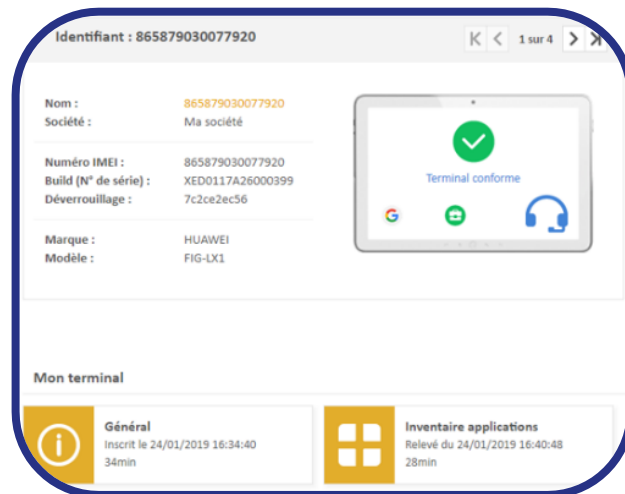 Identifiant : 865879030077920
1 sur 4
Nom : 865879030077920
Société : Ma société
Numéro IMEI : 865879030077920
Build (N° de série) : XED0117A26000399
Déverrouillage : 7c2ce2ec56
Marque : HUAWEI
Modèle : FIG-LX1
Terminal conforme
Mon terminal
Général
Inscrit le 24/01/2019 16:34:40
34min
Inventaire applications
Relevé du 24/01/2019 16:40:48
28min